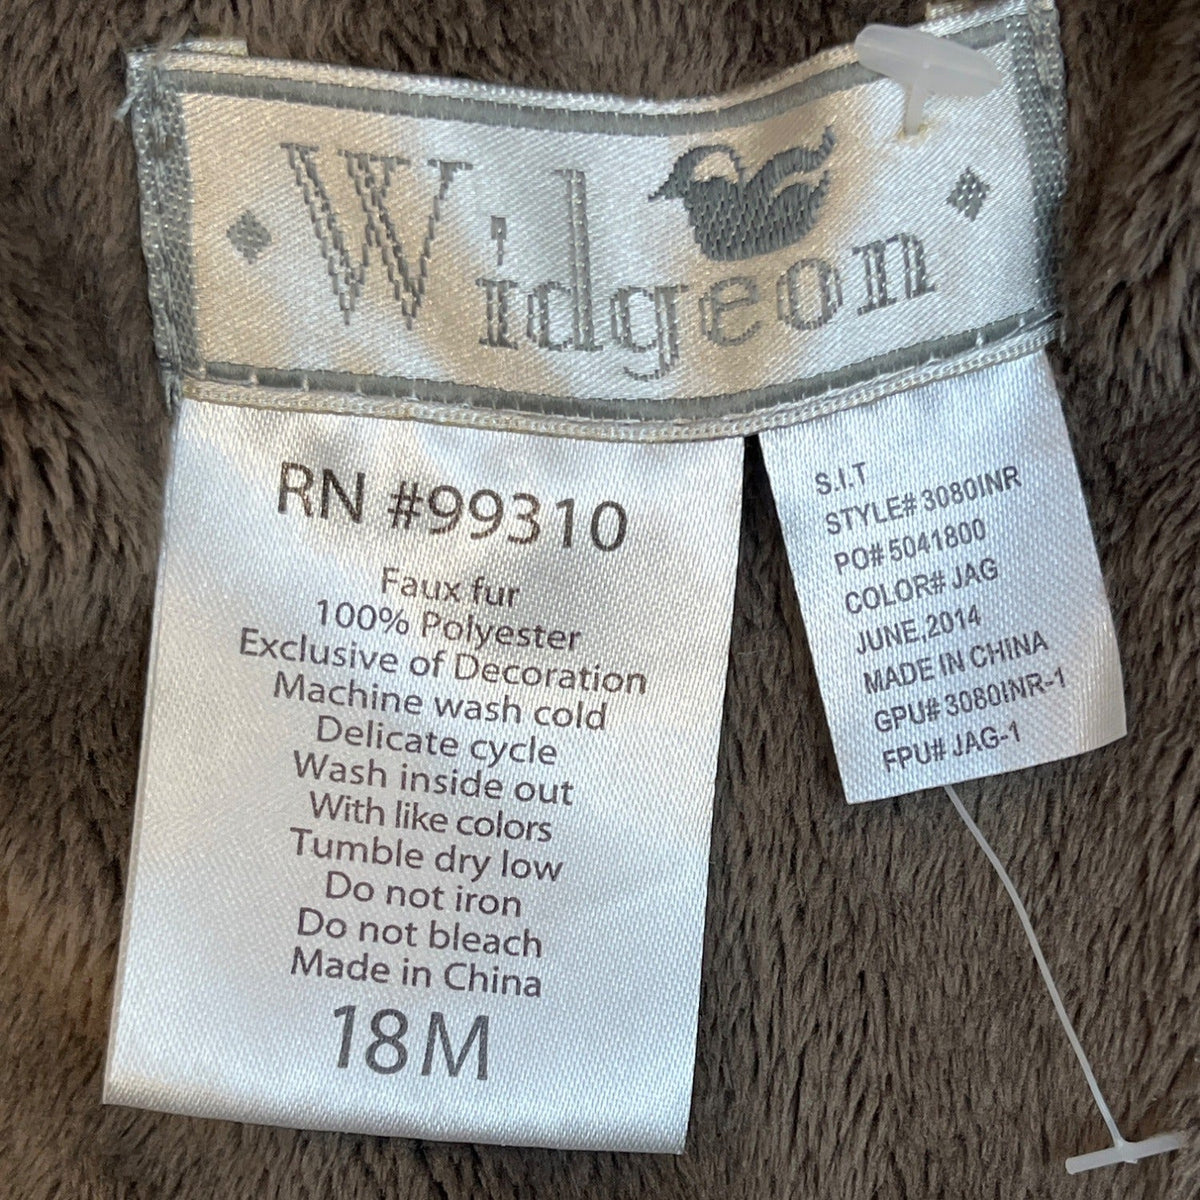 Widgeon
RN #99310
Faux fur
100% Polyester
Exclusive of Decoration
Machine wash cold
Delicate cycle
Wash inside out
With like colors
Tumble dry low
Do not iron
Do not bleach
Made in China
18M
S.I.T
STYLE# 3080INR
PO# 5041800
COLOR# JAG
JUNE,2014
MADE IN CHINA
GPU# 3080INR-1
FPU# JAG-1